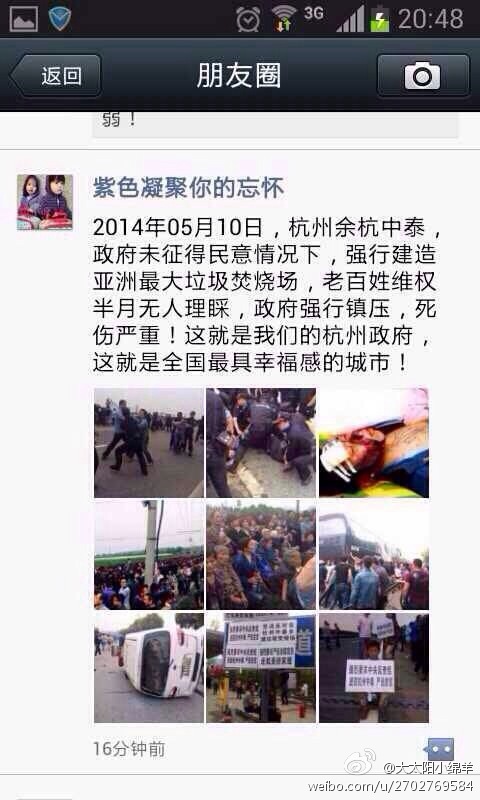 3G 20:48
返回
朋友圈
弱！
紫色凝聚你的忘怀
2014年05月10日，杭州余杭中泰，
政府未征得民意情况下，强行建造
亚洲最大垃圾焚烧场，老百姓维权
半月无人理睬，政府强行镇压，死
伤严重！这就是我们的杭州政府，
这就是全国最具幸福感的城市！
道
16分钟前
@大太阳小绵羊
weibo.com/u/2702769584